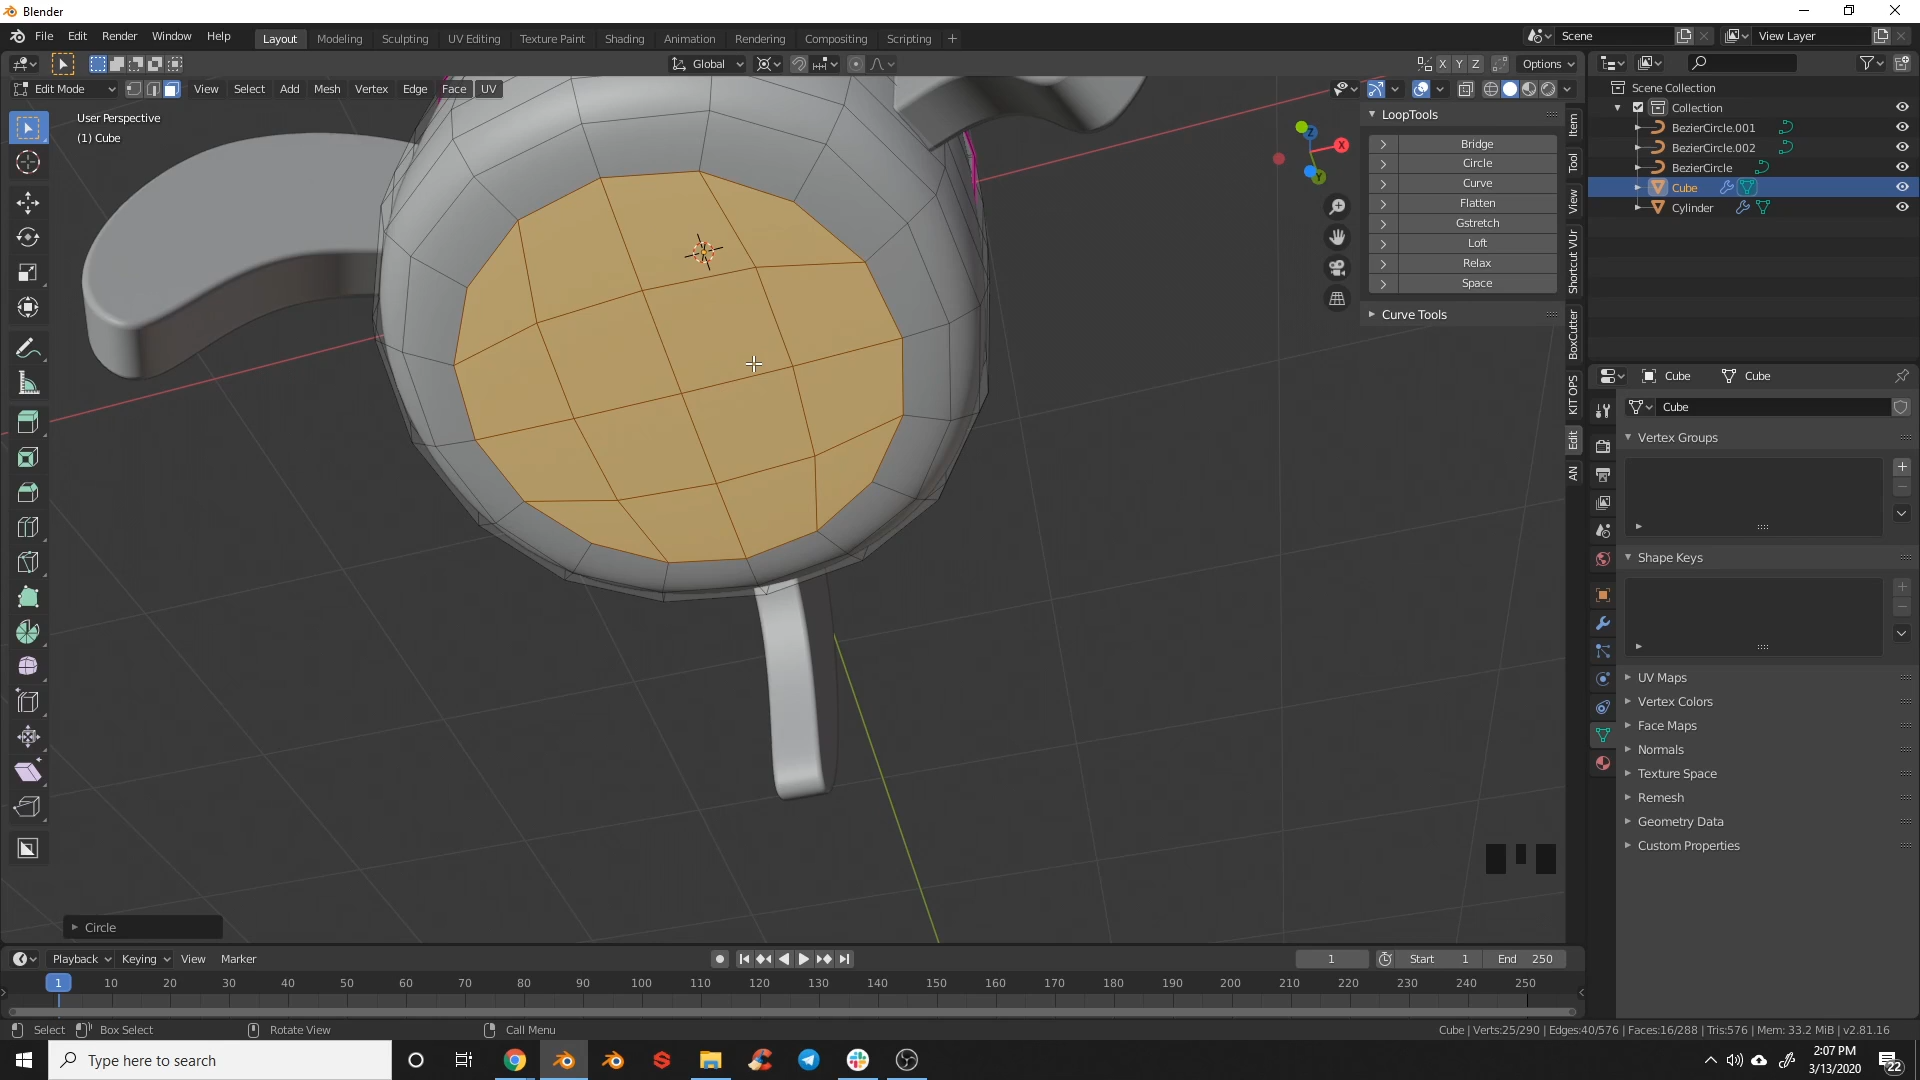 Blender
File Edit Render Window Help
Layout Modeling Sculpting UV Editing Texture Paint Shading Animation Rendering Compositing Scripting +
Scene
View Layer
Global
X Y Z
Options
Edit Mode
View Select Add Mesh Vertex Edge Face UV
User Perspective
(1) Cube
X
Y
Z
LoopTools
Bridge
Circle
Curve
Flatten
Gstretch
Loft
Relax
Space
Curve Tools
Item
Tool
View
Shortcut VUr
BoxCutter
KIT OPS
Edit
AN
Scene Collection
Collection
BezierCircle.001
BezierCircle.002
BezierCircle
Cube
Cylinder
Cube
Cube
Cube
Vertex Groups
Shape Keys
UV Maps
Vertex Colors
Face Maps
Normals
Texture Space
Remesh
Geometry Data
Custom Properties
Circle
Playback Keying View Marker
1
Start 1
End 250
1 10 20 30 40 50 60 70 80 90 100 110 120 130 140 150 160 170 180 190 200 210 220 230 240 250
Select Box Select Rotate View Call Menu
Cube | Verts:25/290 | Edges:40/576 | Faces:16/288 | Tris:576 | Mem: 33.2 MiB | v2.81.16
Type here to search
2:07 PM
3/13/2020
22